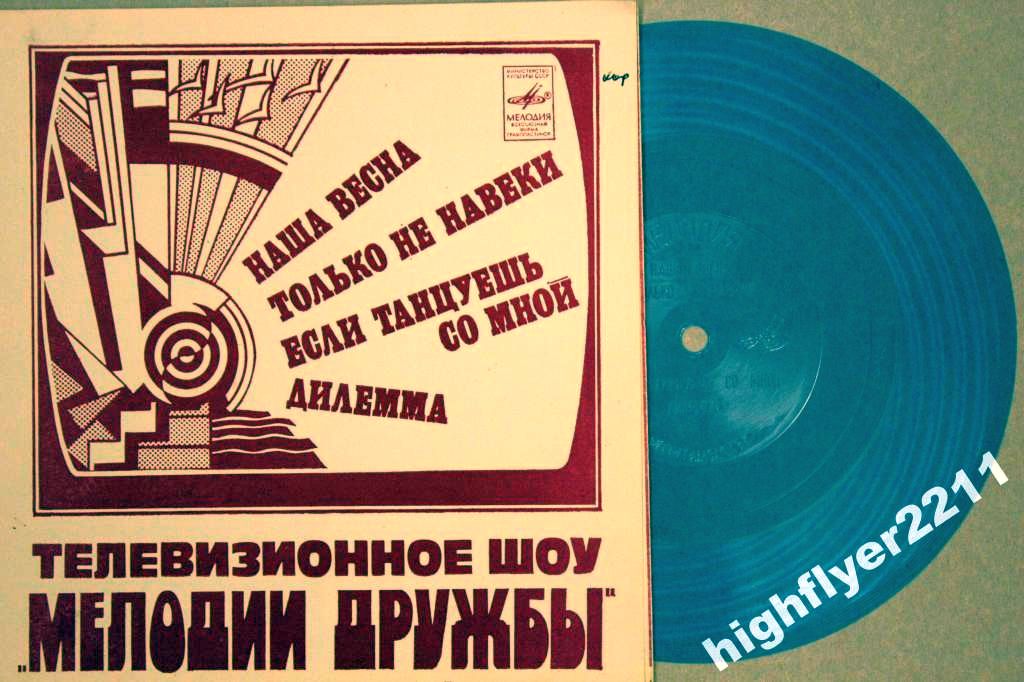 МИНИСТЕРСТВО
КУЛЬТУРЫ СССР
МЕЛОДИЯ
ВСЕСОЮЗНАЯ
ФИРМА
ГРАМПЛАСТИНОК
НАША ВЕСНА
ТОЛЬКО НЕ НАВЕКИ
ЕСЛИ ТАНЦУЕШЬ
СО МНОЙ
ДИЛЕММА
ТЕЛЕВИЗИОННОЕ ШОУ
„МЕЛОДИИ ДРУЖБЫ"
highflyer2211